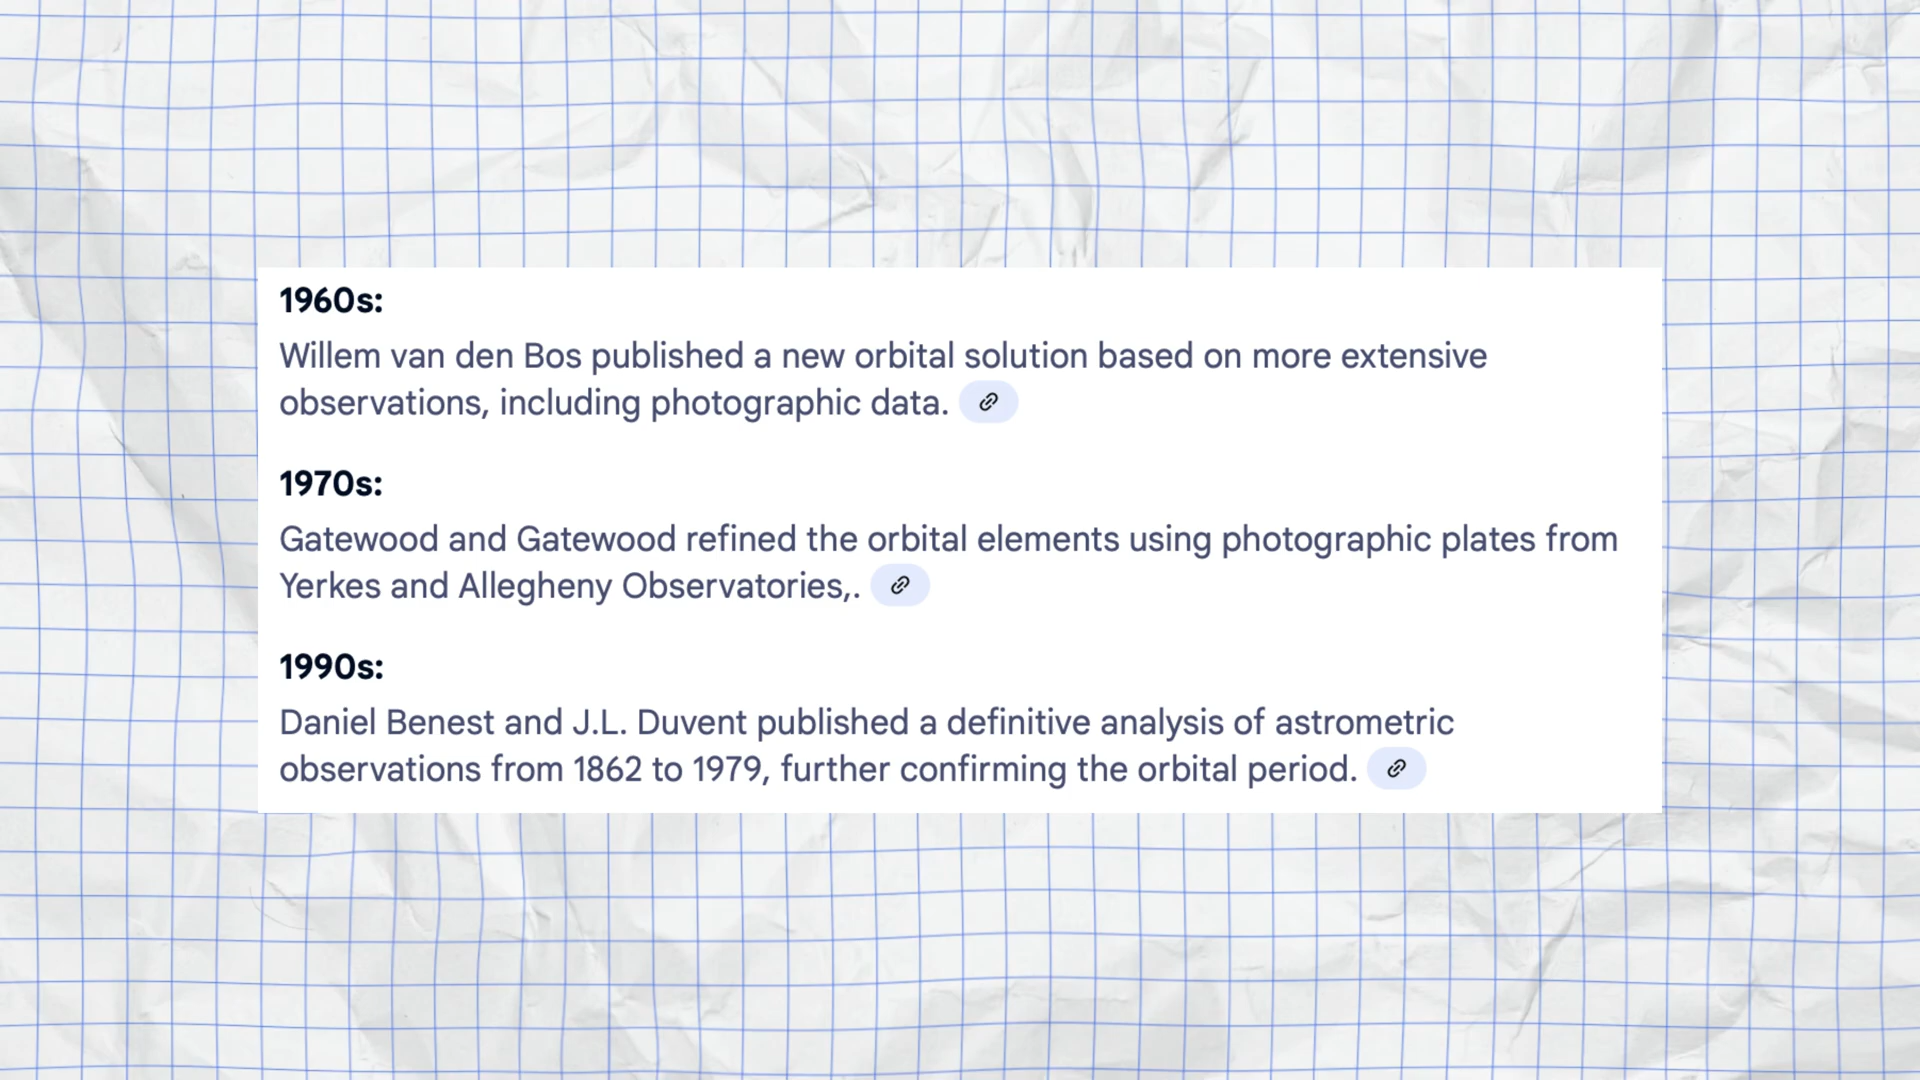 1960s:
Willem van den Bos published a new orbital solution based on more extensive
observations, including photographic data.
1970s:
Gatewood and Gatewood refined the orbital elements using photographic plates from
Yerkes and Allegheny Observatories,.
1990s:
Daniel Benest and J.L. Duvent published a definitive analysis of astrometric
observations from 1862 to 1979, further confirming the orbital period.